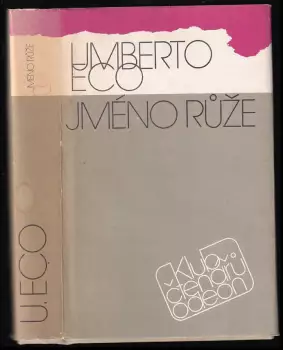 UMBERTO
ECO
JMÉNO RŮŽE
klub
čtenářů
odeon
JMÉNO RŮŽE
U. ECO